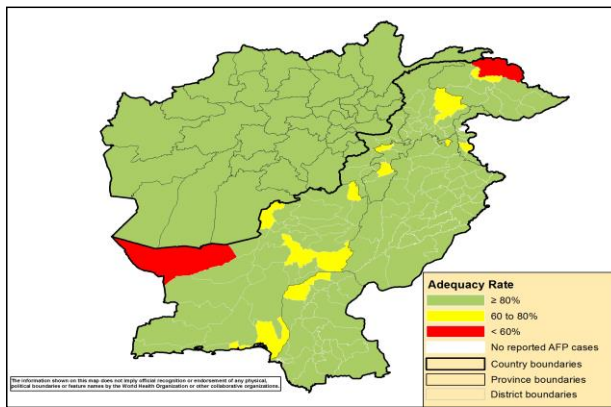 Adequacy Rate
≥ 80%
60 to 80%
< 60%
No reported AFP cases
Country boundaries
Province boundaries
District boundaries
The information shown on this map does not imply official recognition or endorsement of any physical,
political boundaries or feature names by the World Health Organization or other collaborative organizations.